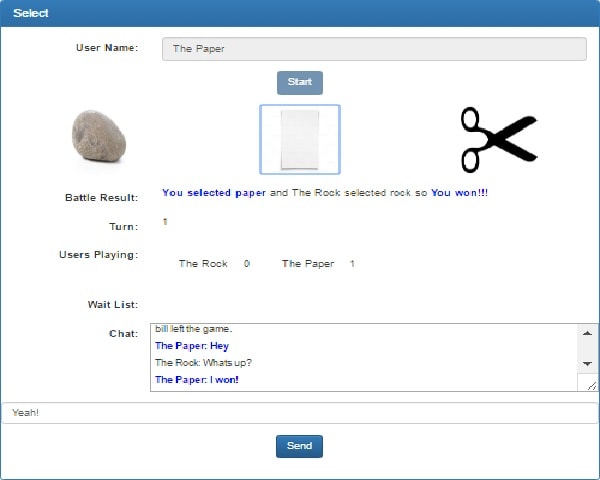 Select
User Name: The Paper
Start
Battle Result: You selected paper and The Rock selected rock so You won!!!
Turn: 1
Users Playing: The Rock 0 The Paper 1
Wait List:
Chat:
bill left the game.
The Paper: Hey
The Rock: Whats up?
The Paper: I won!
Yeah!
Send